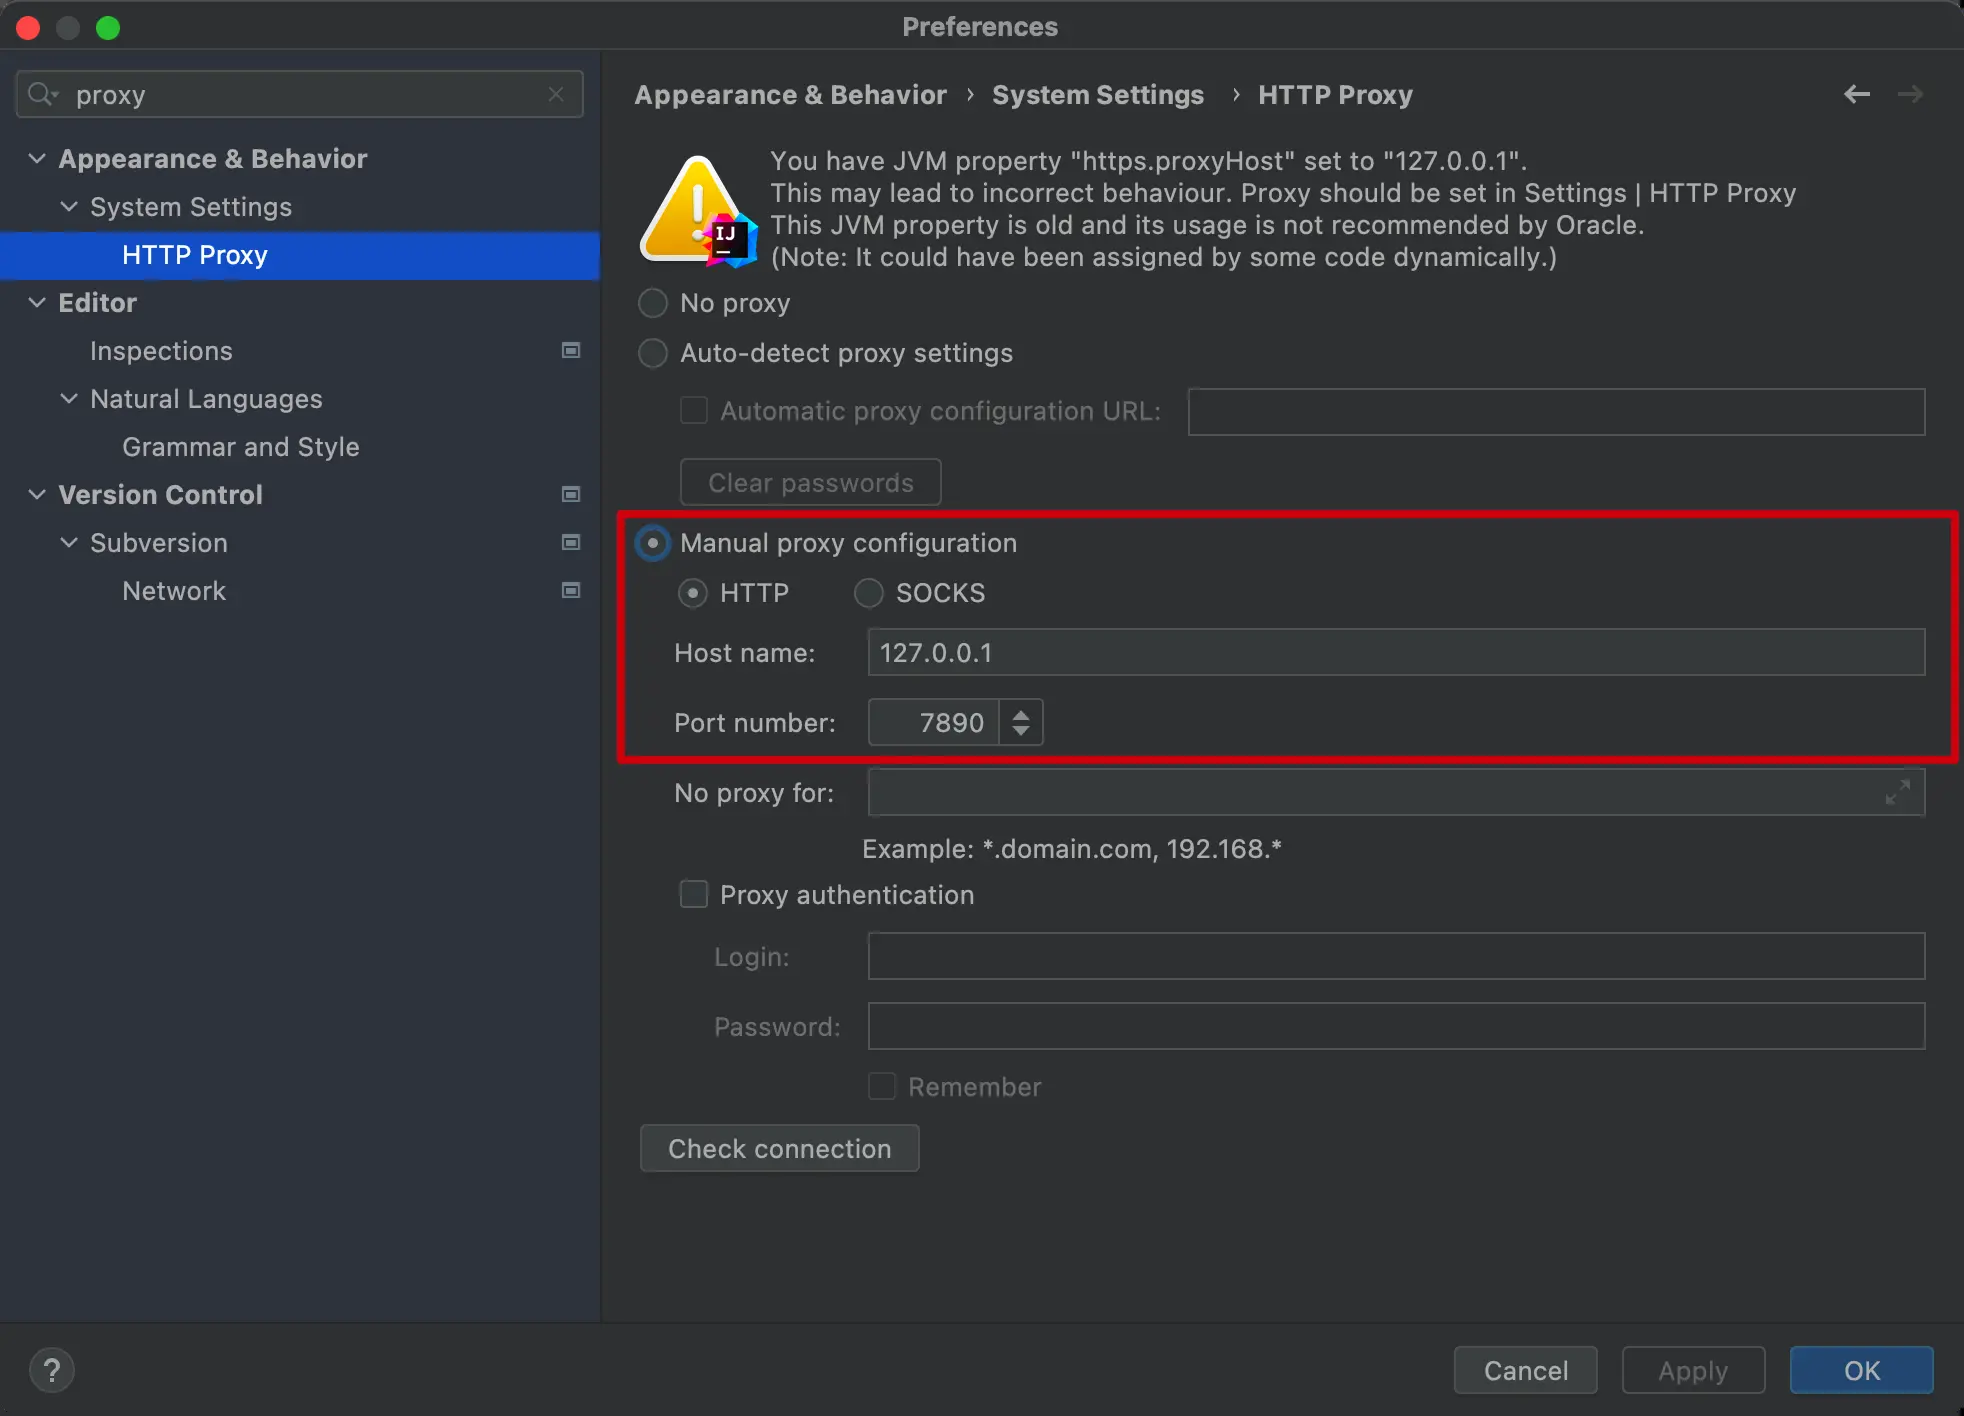 Preferences
proxy
Appearance & Behavior
System Settings
HTTP Proxy
Editor
Inspections
Natural Languages
Grammar and Style
Version Control
Subversion
Network
Appearance & Behavior › System Settings › HTTP Proxy
You have JVM property "https.proxyHost" set to "127.0.0.1".
This may lead to incorrect behaviour. Proxy should be set in Settings | HTTP Proxy
This JVM property is old and its usage is not recommended by Oracle.
(Note: It could have been assigned by some code dynamically.)
IJ
No proxy
Auto-detect proxy settings
Automatic proxy configuration URL:
Clear passwords
Manual proxy configuration
HTTP SOCKS
Host name: 127.0.0.1
Port number: 7890
No proxy for:
Example: *.domain.com, 192.168.*
Proxy authentication
Login:
Password:
Remember
Check connection
? Cancel Apply OK